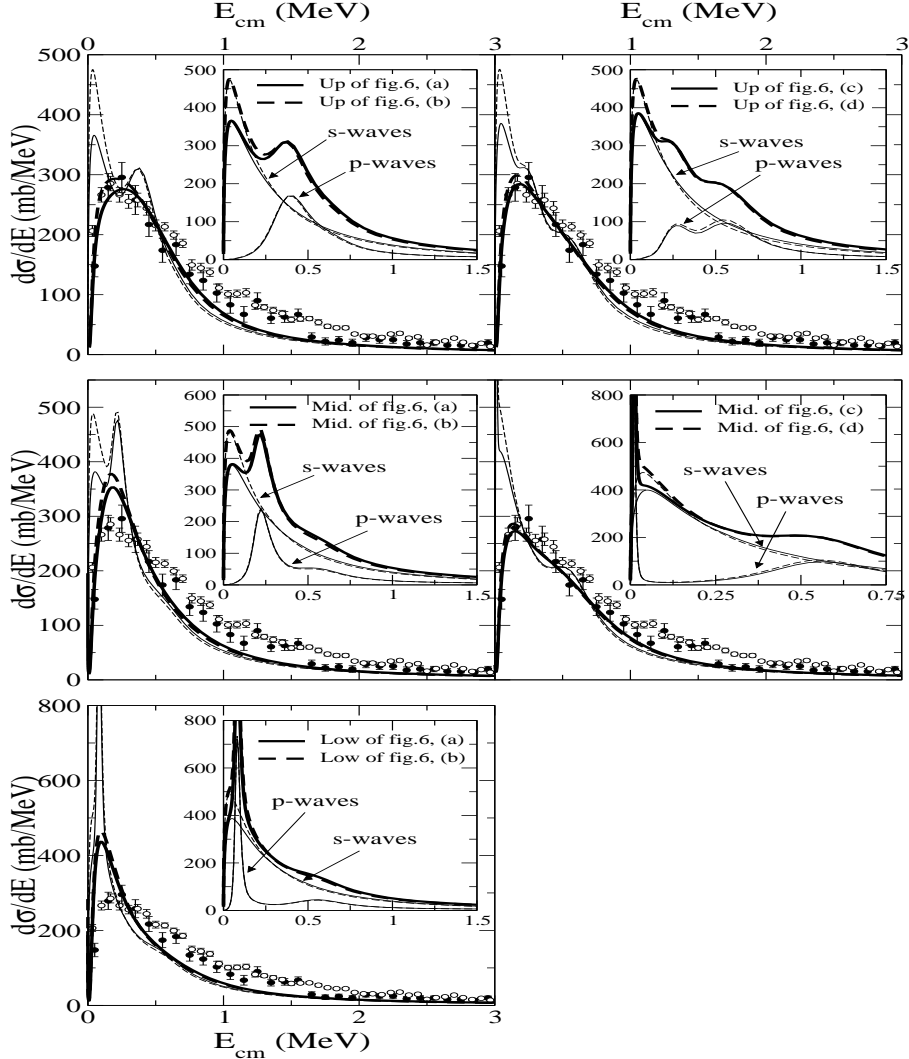 E_cm (MeV) E_cm (MeV)
0 1 2 3 1 2 3
500
400
300
200
100
0
dσ/dE (mb/MeV)
500
400
300
200
100
0
Up of fig.6, (a)
Up of fig.6, (b)
s-waves
p-waves
0 0.5 1 1.5
500
400
300
200
100
0
Up of fig.6, (c)
Up of fig.6, (d)
s-waves
p-waves
0 0.5 1 1.5
500
400
300
200
100
0
dσ/dE (mb/MeV)
600
500
400
300
200
100
0
Mid. of fig.6, (a)
Mid. of fig.6, (b)
s-waves
p-waves
0 0.5 1 1.5
800
600
400
200
0
Mid. of fig.6, (c)
Mid. of fig.6, (d)
s-waves
p-waves
0 0.25 0.5 0.75
1 2 3
800
600
400
200
0
dσ/dE (mb/MeV)
800
600
400
200
0
Low of fig.6, (a)
Low of fig.6, (b)
p-waves
s-waves
0 0.5 1 1.5
0 1 2 3
E_cm (MeV)